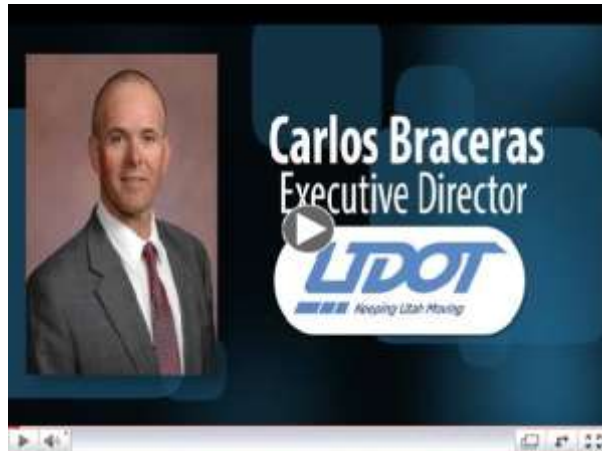 Carlos Braceras
Executive Director
UDOT
Keeping Utah Moving